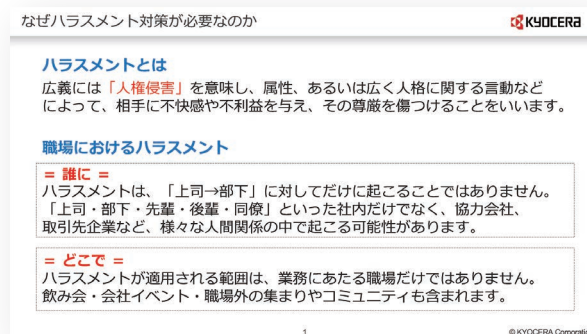 なぜハラスメント対策が必要なのか
KYOCERA
ハラスメントとは
広義には「人権侵害」を意味し、属性、あるいは広く人格に関する言動など
によって、相手に不快感や不利益を与え、その尊厳を傷つけることをいいます。
職場におけるハラスメント
= 誰に =
ハラスメントは、「上司→部下」に対してだけに起こることではありません。
「上司・部下・先輩・後輩・同僚」といった社内だけでなく、協力会社、
取引先企業など、様々な人間関係の中で起こる可能性があります。
= どこで =
ハラスメントが適用される範囲は、業務にあたる職場だけではありません。
飲み会・会社イベント・職場外の集まりやコミュニティも含まれます。
1
© KYOCERA Corporati